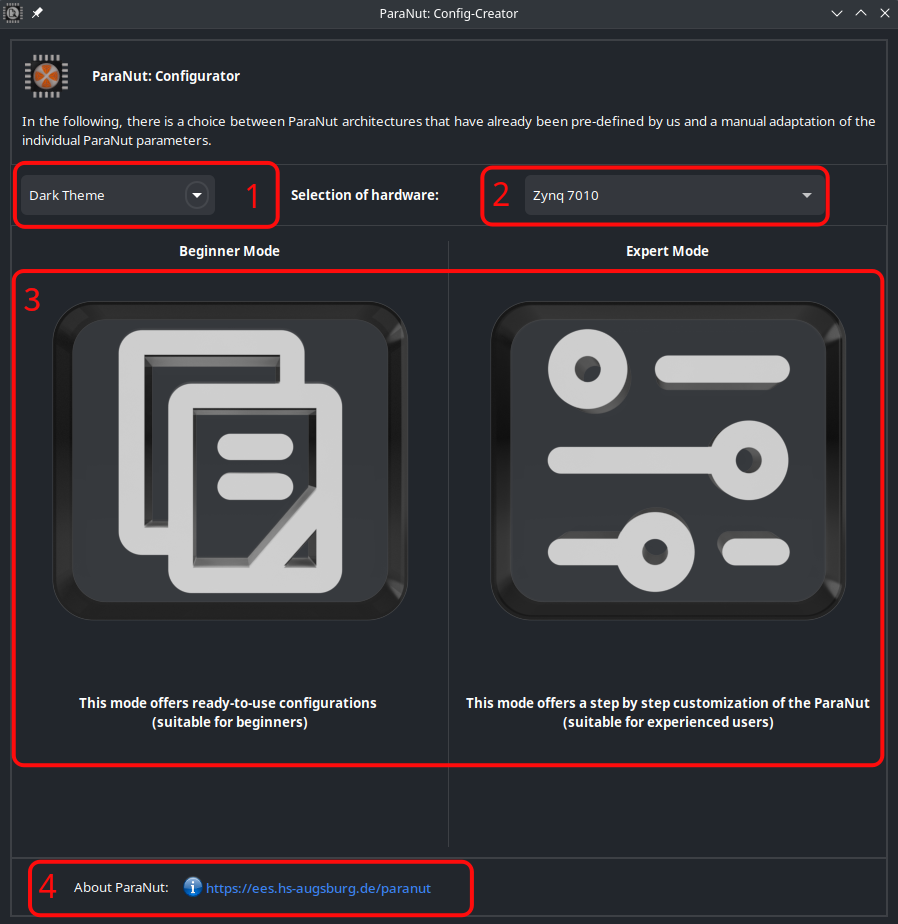 ParaNut: Config-Creator
ParaNut: Configurator
In the following, there is a choice between ParaNut architectures that have already been pre-defined by us and a manual adaptation of the
individual ParaNut parameters.
Dark Theme
1
Selection of hardware:
2
Zynq 7010
Beginner Mode
Expert Mode
3
This mode offers ready-to-use configurations
(suitable for beginners)
This mode offers a step by step customization of the ParaNut
(suitable for experienced users)
4
About ParaNut:
i
https://ees.hs-augsburg.de/paranut